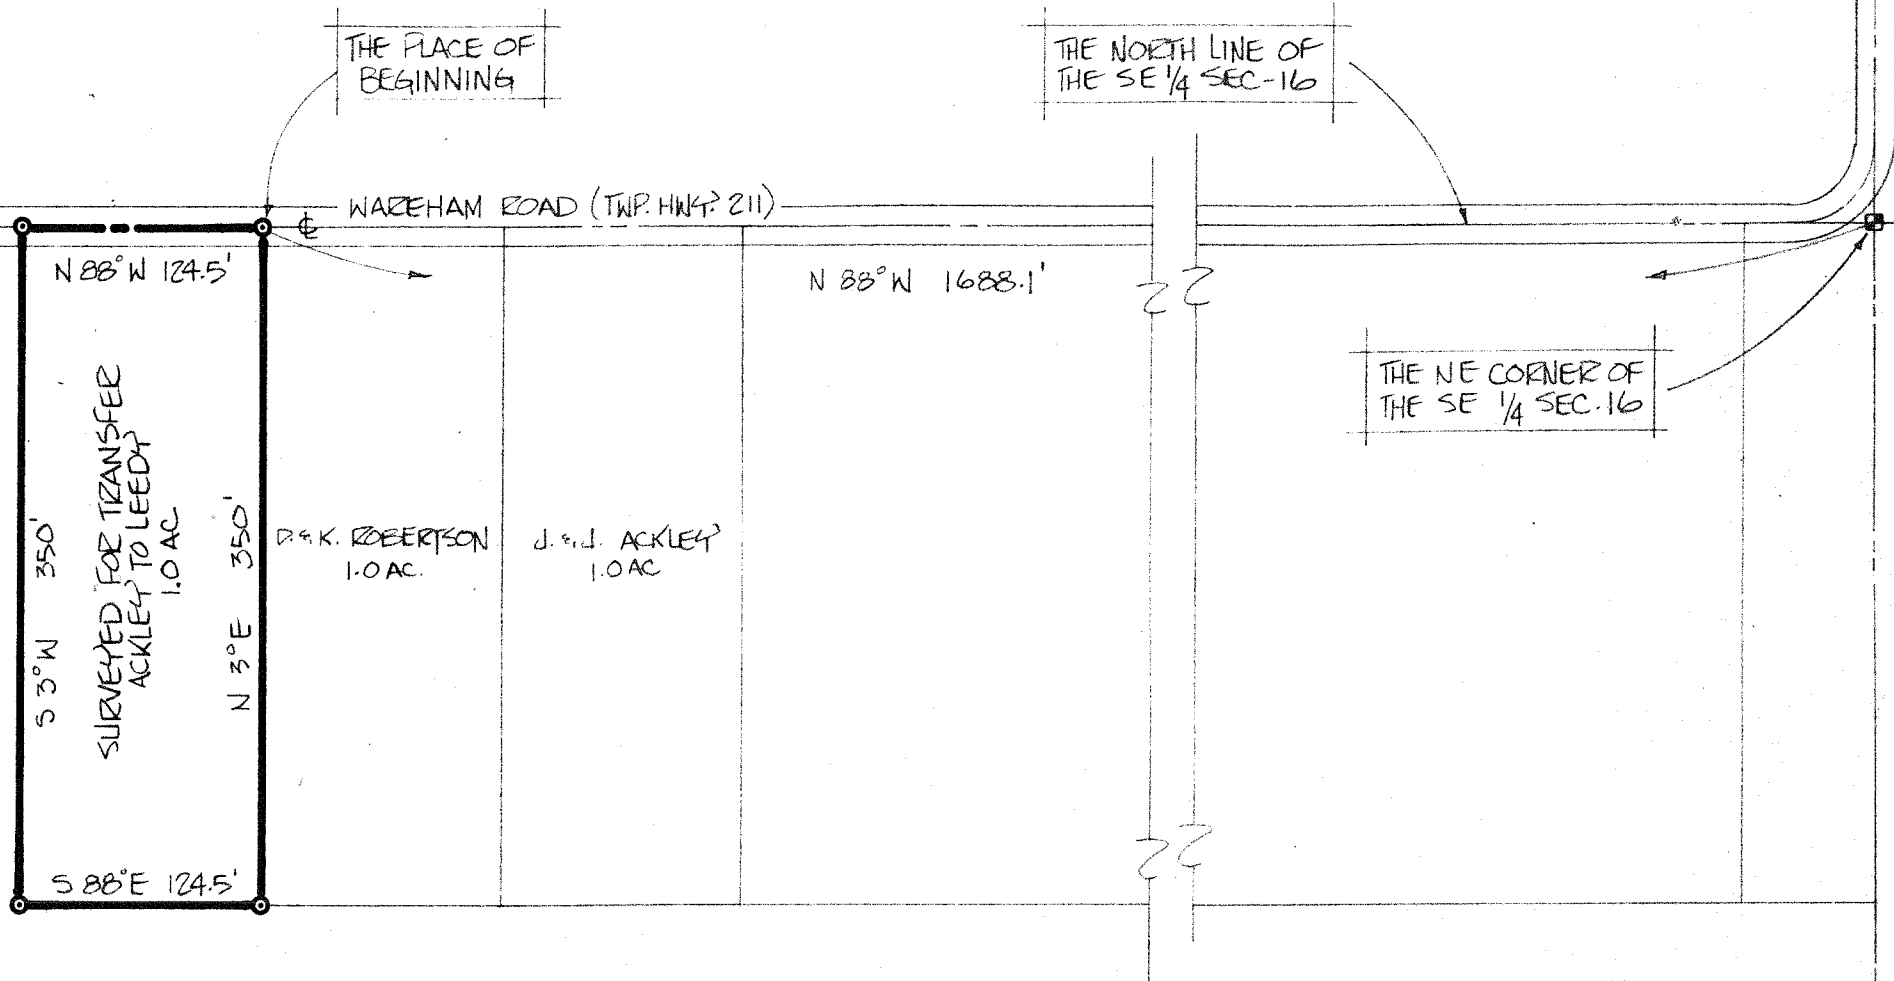 THE PLACE OF
BEGINNING
THE NORTH LINE OF
THE SE 1/4 SEC-16
WAREHAM ROAD (TWP. HWY. 211)
℄
N 88° W 124.5'
N 88° W 1688.1'
THE NE CORNER OF
THE SE 1/4 SEC. 16
S 3° W 350'
SURVEYED FOR TRANSFER
ACKLEY TO LEEDY
1.0 AC
N 3° E 350'
D. & K. ROBERTSON
1.0 AC.
J. & J. ACKLEY
1.0 AC
S 88° E 124.5'